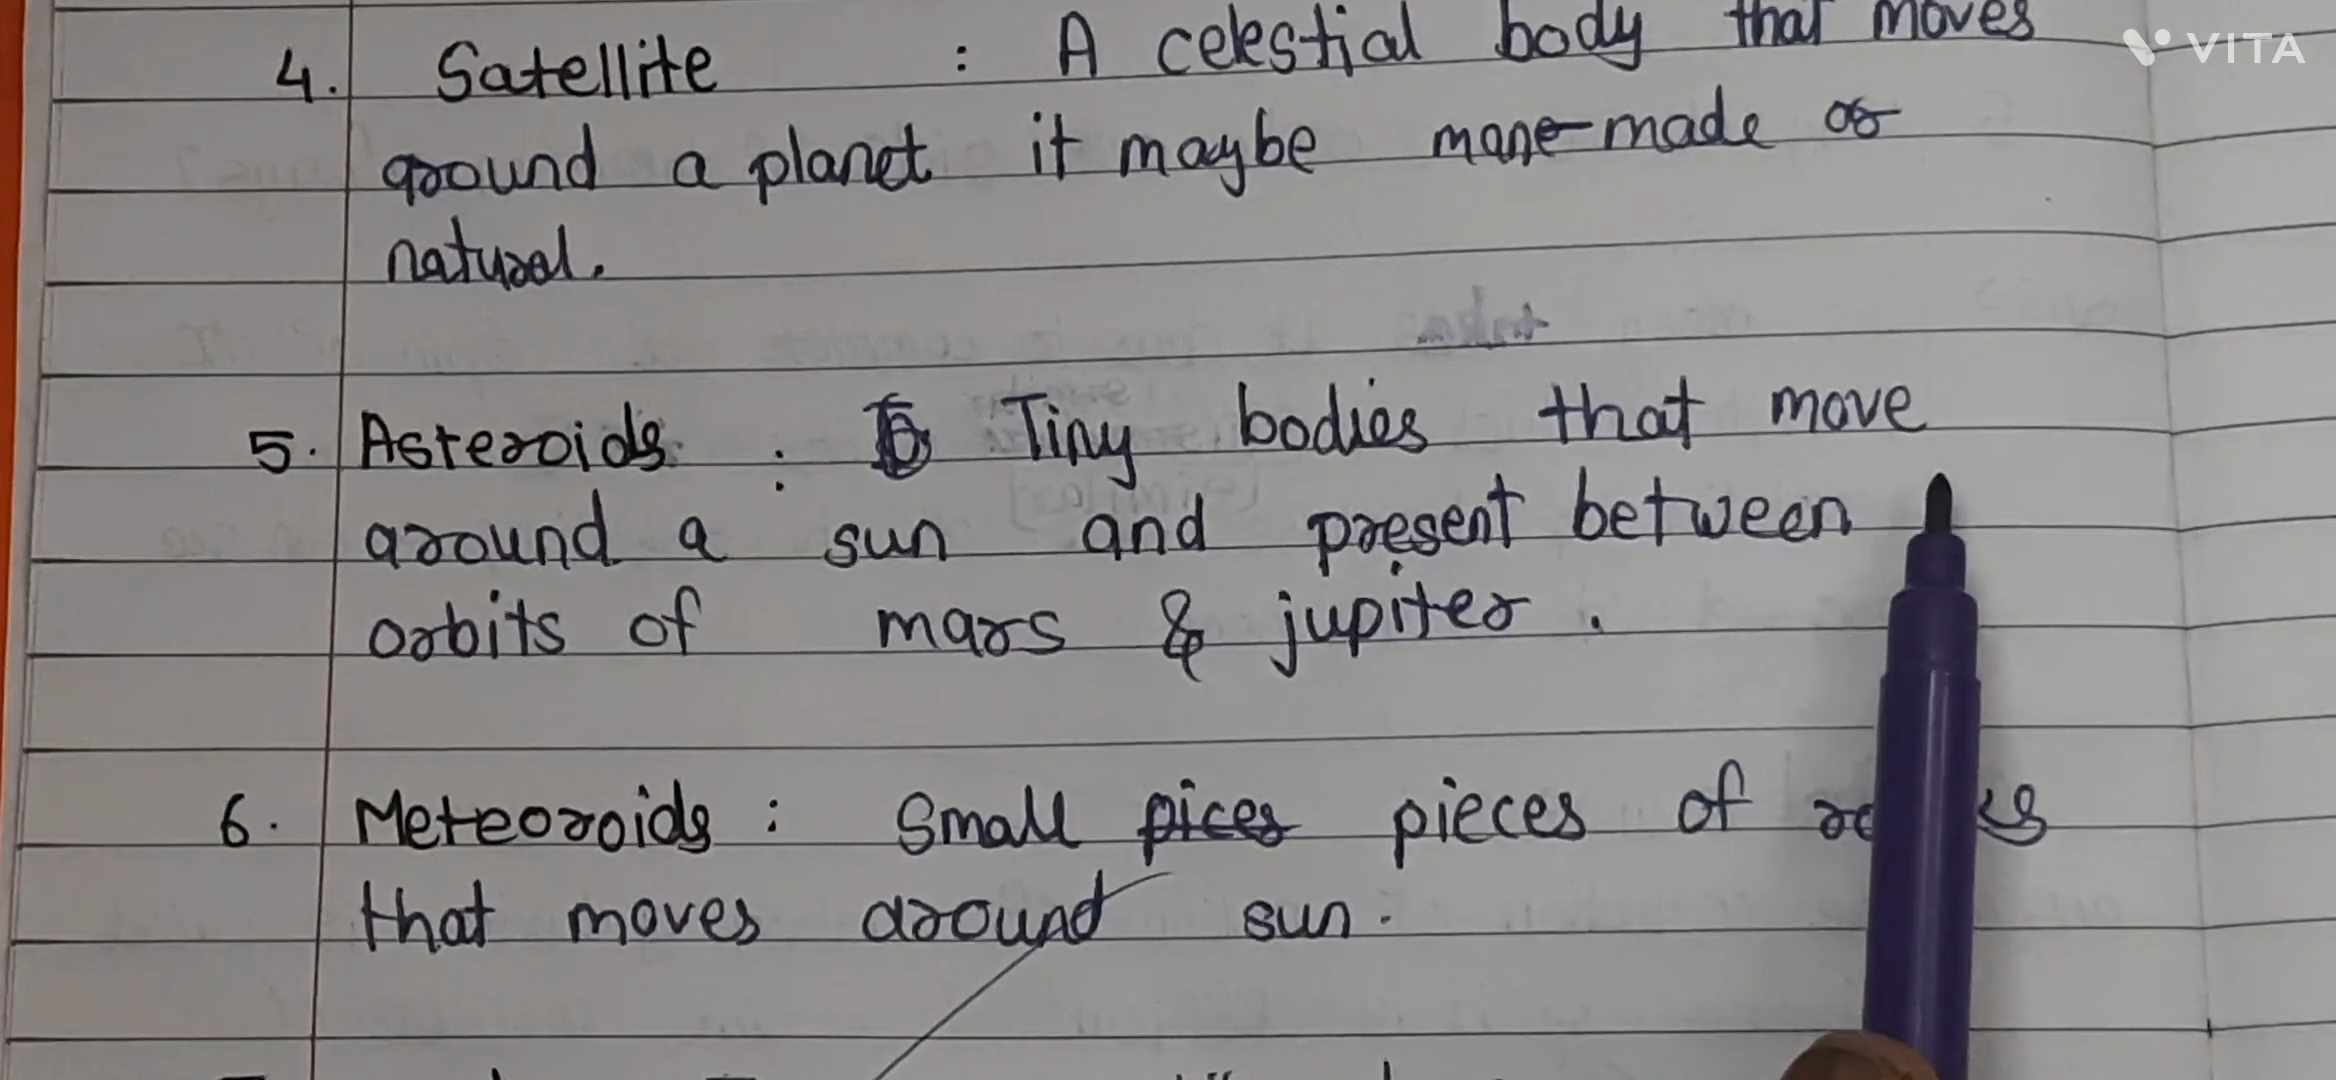 VITA
4. Satellite : A celestial body that moves
around a planet it maybe mane-made or
natural.
5. Asteroids : Tiny bodies that move
around a sun and present between
orbits of mars & jupiter.
6. Meteoroids : Small pices pieces of rocks
that moves around sun.